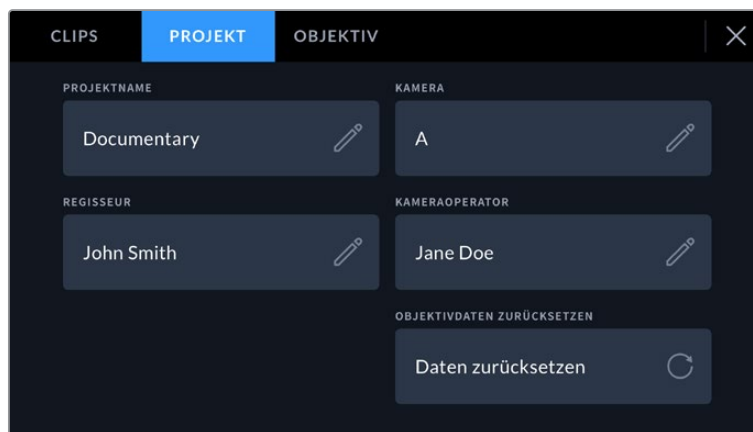 CLIPS PROJEKT OBJEKTIV
PROJEKTNAME KAMERA
Documentary A
REGISSEUR KAMERAOPERATOR
John Smith Jane Doe
OBJEKTIVDATEN ZURÜCKSETZEN
Daten zurücksetzen